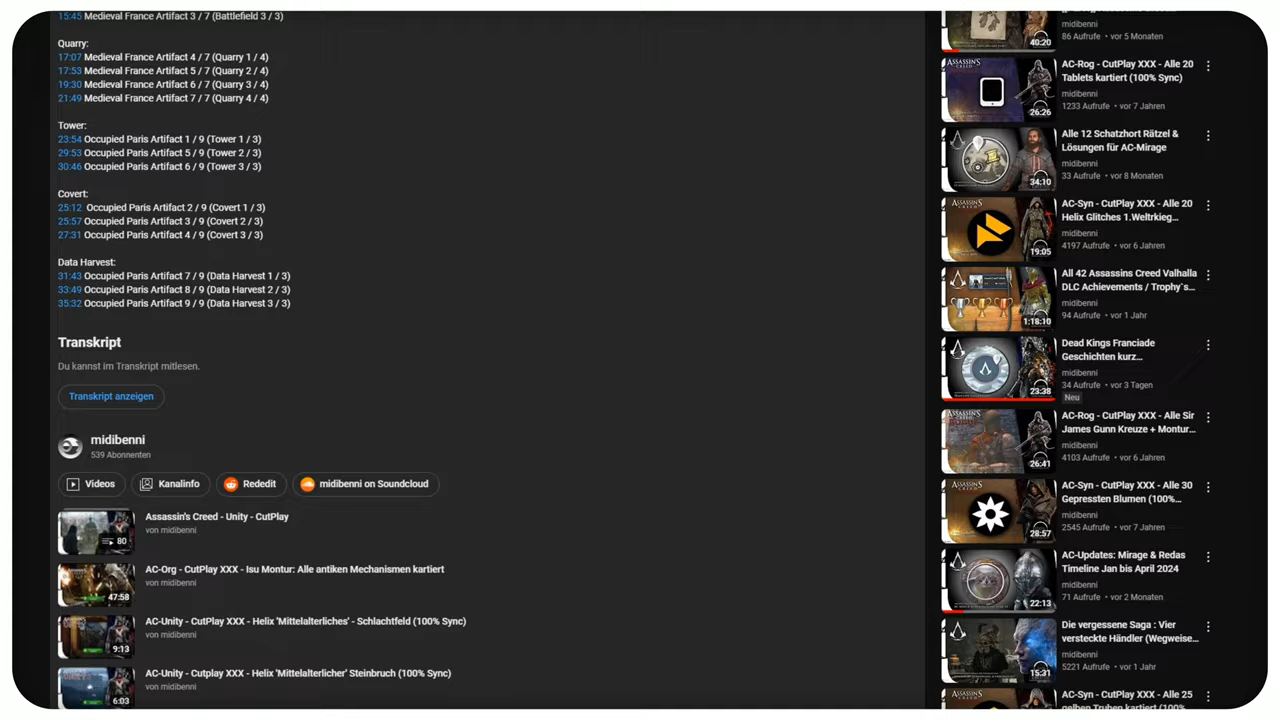 15:45 Medieval France Artifact 3 / 7 (Battlefield 3 / 3)
Quarry:
17:07 Medieval France Artifact 4 / 7 (Quarry 1 / 4)
17:53 Medieval France Artifact 5 / 7 (Quarry 2 / 4)
19:30 Medieval France Artifact 6 / 7 (Quarry 3 / 4)
21:49 Medieval France Artifact 7 / 7 (Quarry 4 / 4)
Tower:
23:54 Occupied Paris Artifact 1 / 9 (Tower 1 / 3)
29:53 Occupied Paris Artifact 5 / 9 (Tower 2 / 3)
30:46 Occupied Paris Artifact 6 / 9 (Tower 3 / 3)
Covert:
25:12 Occupied Paris Artifact 2 / 9 (Covert 1 / 3)
25:57 Occupied Paris Artifact 3 / 9 (Covert 2 / 3)
27:31 Occupied Paris Artifact 4 / 9 (Covert 3 / 3)
Data Harvest:
31:43 Occupied Paris Artifact 7 / 9 (Data Harvest 1 / 3)
33:49 Occupied Paris Artifact 8 / 9 (Data Harvest 2 / 3)
35:32 Occupied Paris Artifact 9 / 9 (Data Harvest 3 / 3)
Transkript
Du kannst im Transkript mitlesen.
Transkript anzeigen
midibenni
539 Abonnenten
Videos
Kanalinfo
Rededit
midibenni on Soundcloud
80
Assassin's Creed - Unity - CutPlay
von midibenni
47:58
AC-Org - CutPlay XXX - Isu Montur: Alle antiken Mechanismen kartiert
von midibenni
9:13
AC-Unity - CutPlay XXX - Helix 'Mittelalterliches' - Schlachtfeld (100% Sync)
von midibenni
6:03
AC-Unity - Cutplay XXX - Helix 'Mittelalterlicher' Steinbruch (100% Sync)
von midibenni
40:20
midibenni
86 Aufrufe • vor 5 Monaten
26:26
AC-Rog - CutPlay XXX - Alle 20
Tablets kartiert (100% Sync)
midibenni
1233 Aufrufe • vor 7 Jahren
34:10
Alle 12 Schatzhort Rätzel &
Lösungen für AC-Mirage
midibenni
33 Aufrufe • vor 8 Monaten
19:05
AC-Syn - CutPlay XXX - Alle 20
Helix Glitches 1.Weltkrieg...
midibenni
4197 Aufrufe • vor 6 Jahren
1:18:10
All 42 Assassins Creed Valhalla
DLC Achievements / Trophy`s...
midibenni
94 Aufrufe • vor 1 Jahr
23:38
Dead Kings Franciade
Geschichten kurz...
midibenni
34 Aufrufe • vor 3 Tagen
Neu
26:41
AC-Rog - CutPlay XXX - Alle Sir
James Gunn Kreuze + Montur...
midibenni
4103 Aufrufe • vor 6 Jahren
28:57
AC-Syn - CutPlay XXX - Alle 30
Gepressten Blumen (100%...
midibenni
2545 Aufrufe • vor 7 Jahren
22:13
AC-Updates: Mirage & Redas
Timeline Jan bis April 2024
midibenni
71 Aufrufe • vor 2 Monaten
15:31
Die vergessene Saga : Vier
versteckte Händler (Wegweise...
midibenni
5221 Aufrufe • vor 1 Jahr
AC-Syn - CutPlay XXX - Alle 25
gelben Truhen kartiert (100%